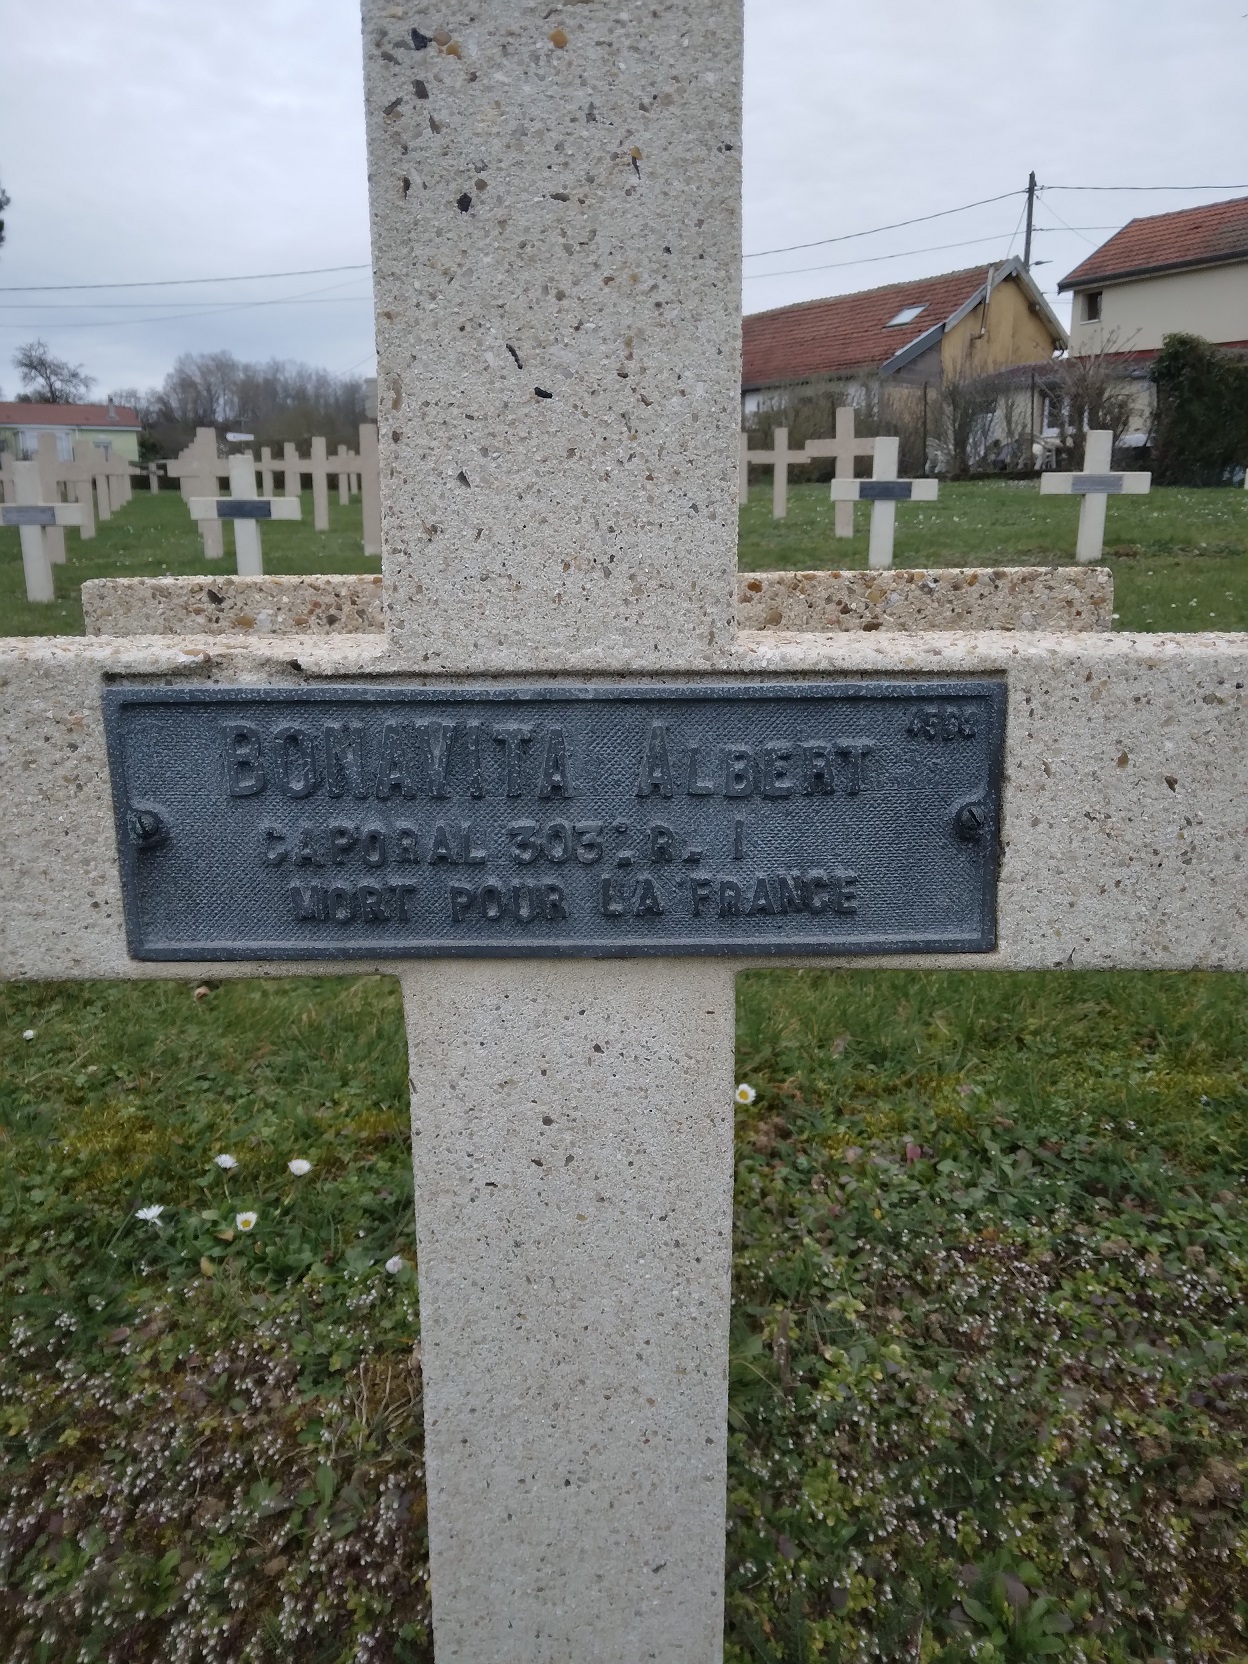 BONAVITA ALBERT
CAPORAL 303E R. I
MORT POUR LA FRANCE